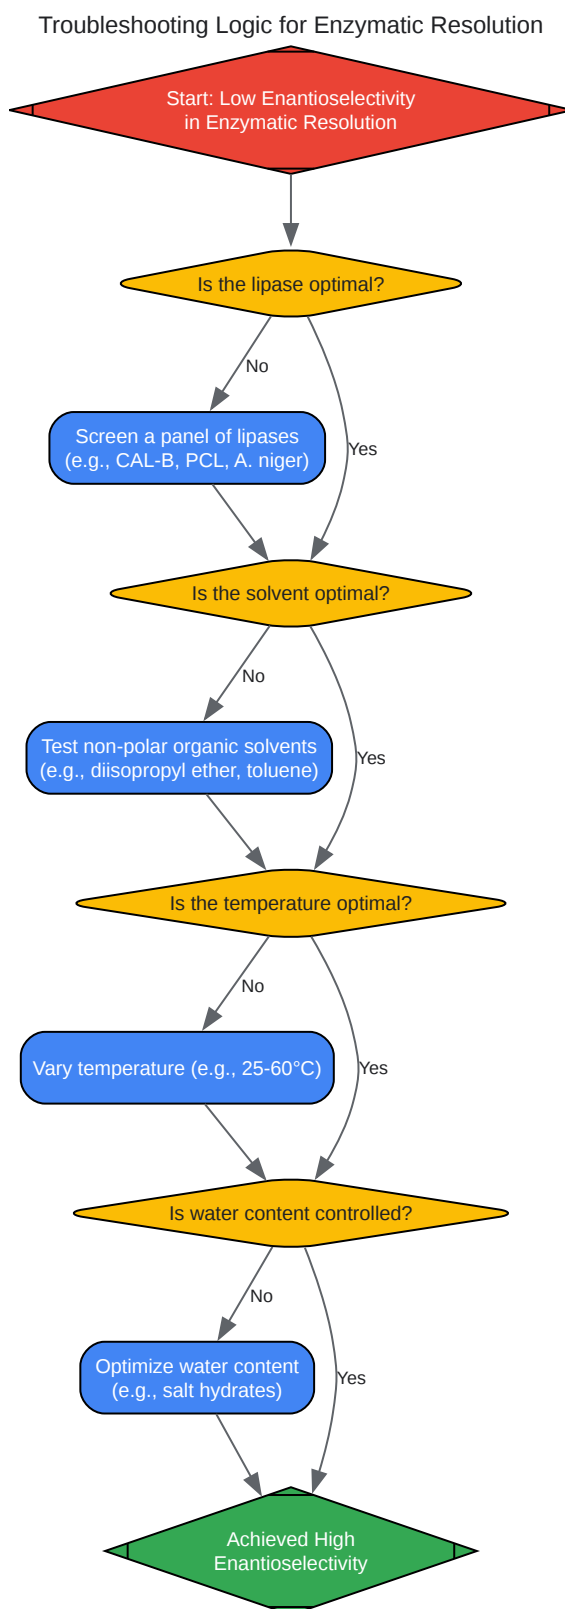 Troubleshooting Logic for Enzymatic Resolution
Start: Low Enantioselectivity
in Enzymatic Resolution
Is the lipase optimal?
No
Screen a panel of lipases
(e.g., CAL-B, PCL, A. niger)
Yes
Is the solvent optimal?
No
Test non-polar organic solvents
(e.g., diisopropyl ether, toluene)
Yes
Is the temperature optimal?
No
Vary temperature (e.g., 25-60°C)
Yes
Is water content controlled?
No
Optimize water content
(e.g., salt hydrates)
Yes
Achieved High
Enantioselectivity